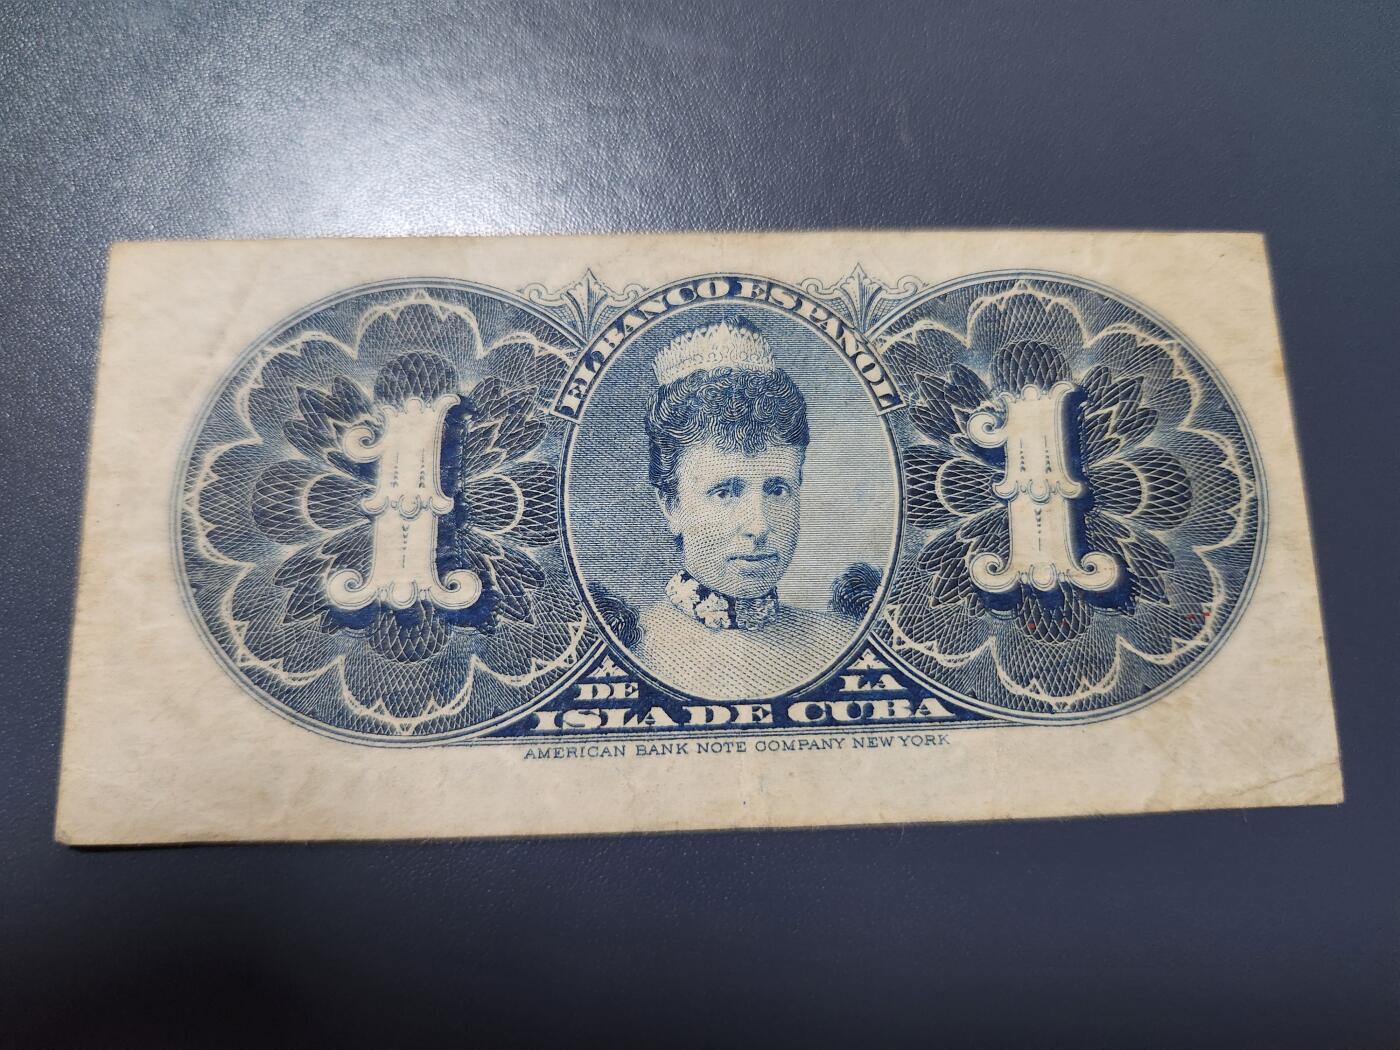 EL BANCO ESPAÑOL
1 1
DE LA
ISLA DE CUBA
AMERICAN BANK NOTE COMPANY NEW YORK